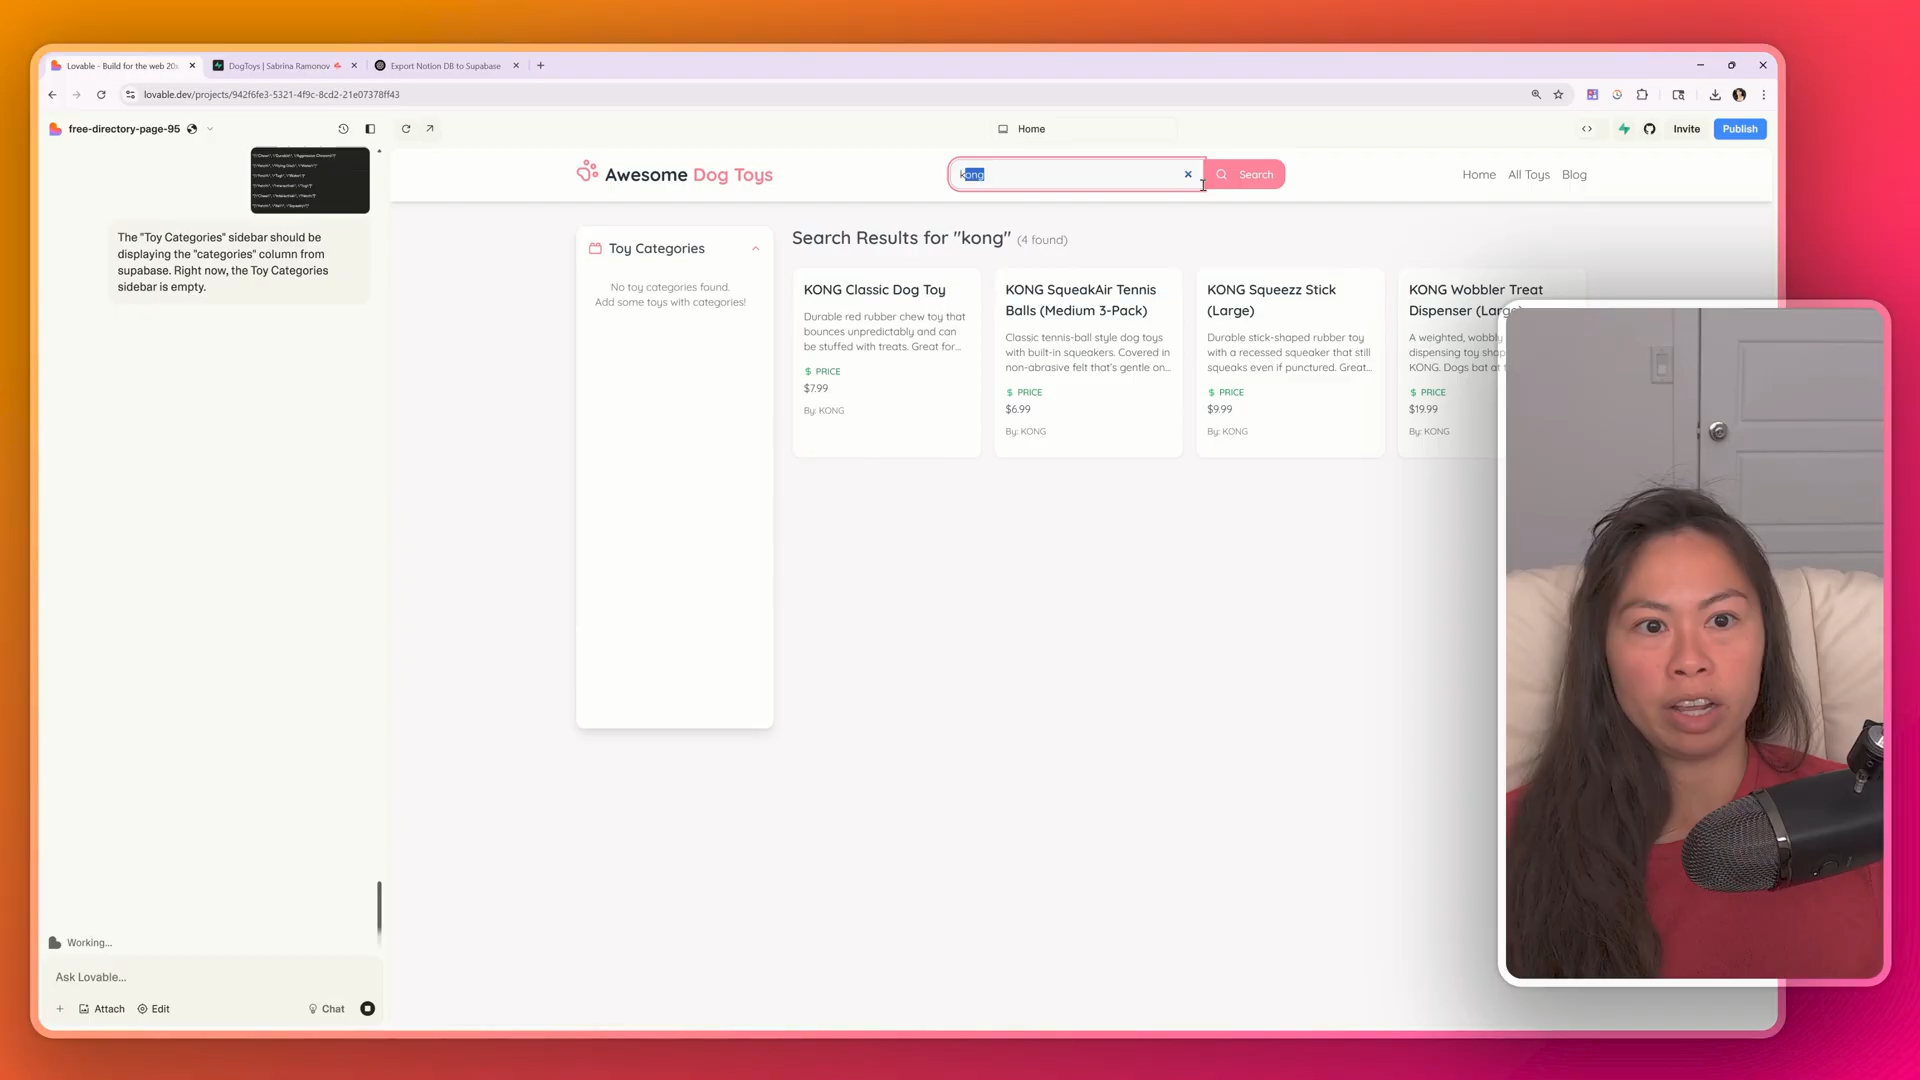 Lovable - Build for the web 20x
DogToys | Sabrina Ramonov
Export Notion DB to Supabase
lovable.dev/projects/942f6fe3-5321-4f9c-8cd2-21e07378ff43
free-directory-page-95
Home
Invite
Publish
The "Toy Categories" sidebar should be
displaying the "categories" column from
supabase. Right now, the Toy Categories
sidebar is empty.
Working...
Ask Lovable...
Attach
Edit
Chat
Awesome Dog Toys
kong
Search
Home
All Toys
Blog
Toy Categories
No toy categories found.
Add some toys with categories!
Search Results for "kong" (4 found)
KONG Classic Dog Toy
Durable red rubber chew toy that
bounces unpredictably and can
be stuffed with treats. Great for...
$ PRICE
$7.99
By: KONG
KONG SqueakAir Tennis
Balls (Medium 3-Pack)
Classic tennis-ball style dog toys
with built-in squeakers. Covered in
non-abrasive felt that's gentle on...
$ PRICE
$6.99
By: KONG
KONG Squeezz Stick
(Large)
Durable stick-shaped rubber toy
with a recessed squeaker that still
squeaks even if punctured. Great...
$ PRICE
$9.99
By: KONG
KONG Wobbler Treat
Dispenser (Large)
A weighted, wobbly
dispensing toy
KONG. Dogs bat at
$ PRICE
$19.99
By: KONG